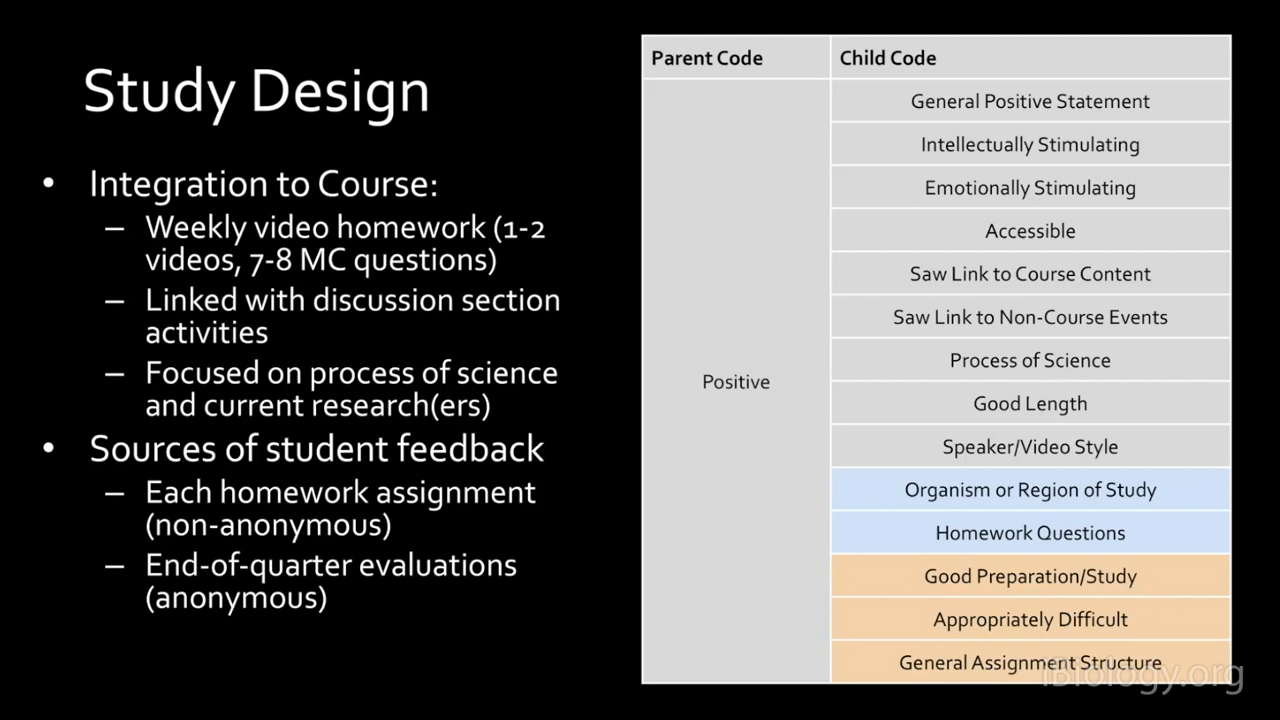 Study Design
• Integration to Course:
– Weekly video homework (1-2
videos, 7-8 MC questions)
– Linked with discussion section
activities
– Focused on process of science
and current research(ers)
• Sources of student feedback
– Each homework assignment
(non-anonymous)
– End-of-quarter evaluations
(anonymous)
Parent Code
Child Code
Positive
General Positive Statement
Intellectually Stimulating
Emotionally Stimulating
Accessible
Saw Link to Course Content
Saw Link to Non-Course Events
Process of Science
Good Length
Speaker/Video Style
Organism or Region of Study
Homework Questions
Good Preparation/Study
Appropriately Difficult
General Assignment Structure
iBiology.org